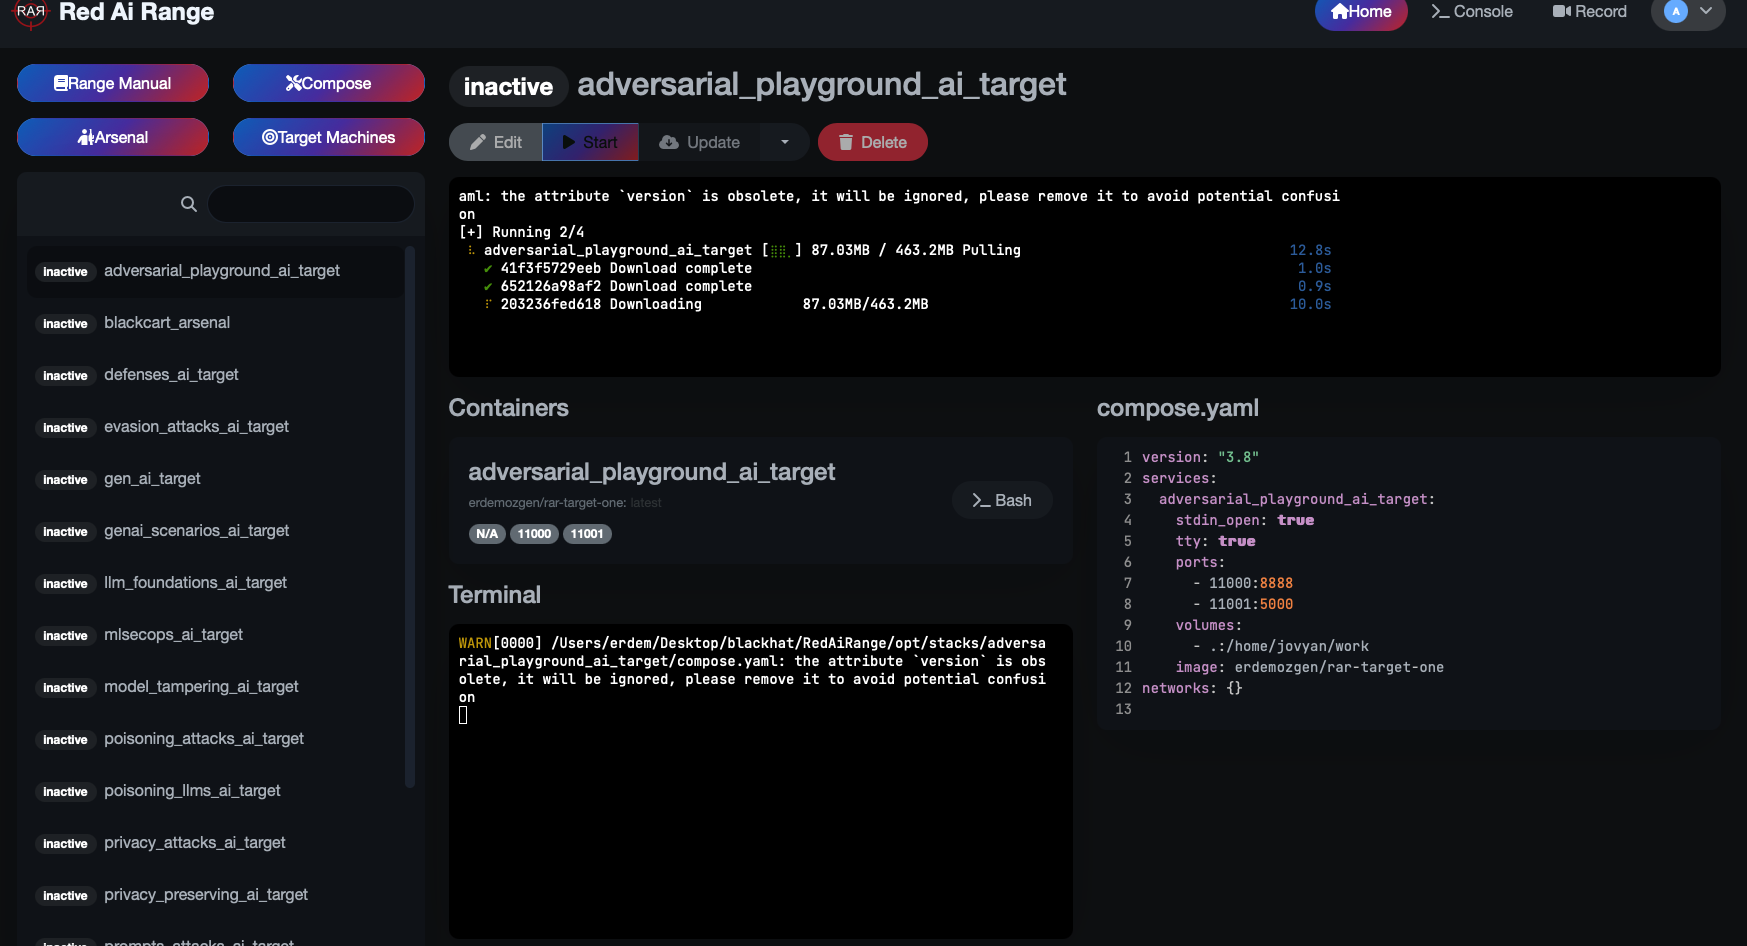 RAR Red Ai Range
Home
Console
Record
A
Range Manual
Compose
Arsenal
Target Machines
inactive adversarial_playground_ai_target
inactive blackcart_arsenal
inactive defenses_ai_target
inactive evasion_attacks_ai_target
inactive gen_ai_target
inactive genai_scenarios_ai_target
inactive llm_foundations_ai_target
inactive mlsecops_ai_target
inactive model_tampering_ai_target
inactive poisoning_attacks_ai_target
inactive poisoning_llms_ai_target
inactive privacy_attacks_ai_target
inactive privacy_preserving_ai_target
inactive prompts_attacks_ai_target
inactive adversarial_playground_ai_target
Edit
Start
Update
Delete
aml: the attribute `version` is obsolete, it will be ignored, please remove it to avoid potential confusi
on
[+] Running 2/4
adversarial_playground_ai_target [⣿⣿⡀] 87.03MB / 463.2MB Pulling 12.8s
✔ 41f3f5729eeb Download complete 1.0s
✔ 652126a98af2 Download complete 0.9s
203236fed618 Downloading 87.03MB/463.2MB 10.0s
Containers
adversarial_playground_ai_target
erdemozgen/rar-target-one: latest
N/A 11000 11001
>_ Bash
Terminal
WARN[0000] /Users/erdem/Desktop/blackhat/RedAiRange/opt/stacks/adversa
rial_playground_ai_target/compose.yaml: the attribute `version` is obs
olete, it will be ignored, please remove it to avoid potential confusi
on
compose.yaml
1 version: "3.8"
2 services:
3 adversarial_playground_ai_target:
4 stdin_open: true
5 tty: true
6 ports:
7 - 11000:8888
8 - 11001:5000
9 volumes:
10 - .:/home/jovyan/work
11 image: erdemozgen/rar-target-one
12 networks: {}
13